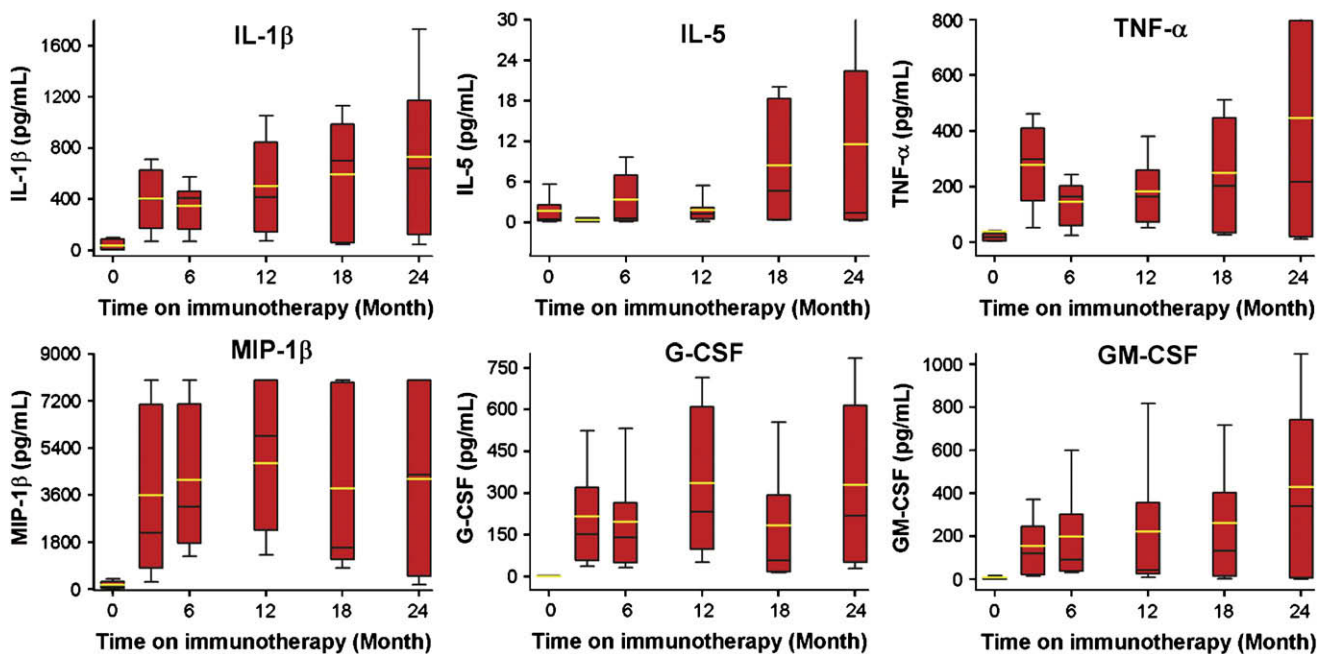 IL-1β
IL-1β (pg/mL)
1600
1200
800
400
0
0 6 12 18 24
Time on immunotherapy (Month)
IL-5
IL-5 (pg/mL)
30
24
18
12
6
0
0 6 12 18 24
Time on immunotherapy (Month)
TNF-α
TNF-α (pg/mL)
800
600
400
200
0
0 6 12 18 24
Time on immunotherapy (Month)
MIP-1β
MIP-1β (pg/mL)
9000
7200
5400
3600
1800
0
0 6 12 18 24
Time on immunotherapy (Month)
G-CSF
G-CSF (pg/mL)
750
600
450
300
150
0
0 6 12 18 24
Time on immunotherapy (Month)
GM-CSF
GM-CSF (pg/mL)
1000
800
600
400
200
0
0 6 12 18 24
Time on immunotherapy (Month)